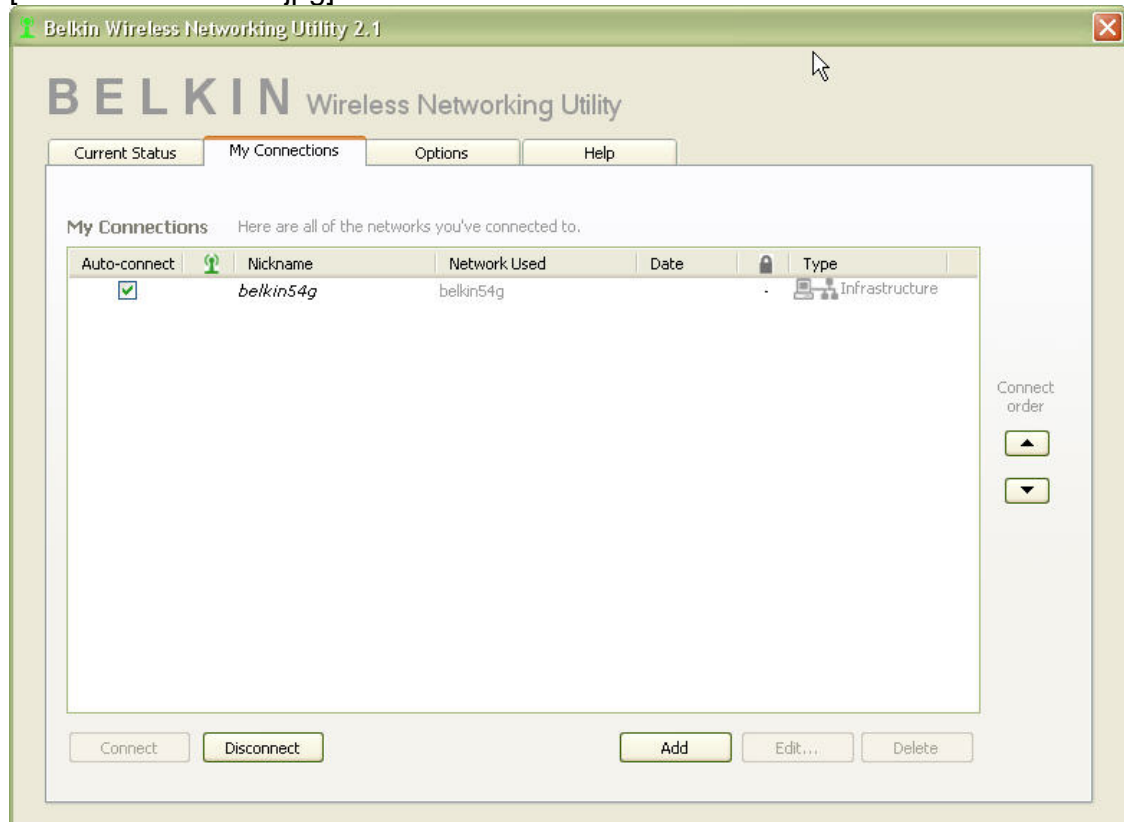 Belkin Wireless Networking Utility 2.1
BELKIN Wireless Networking Utility
Current Status My Connections Options Help
My Connections Here are all of the networks you've connected to.
Auto-connect Nickname Network Used Date Type
belkin54g belkin54g - Infrastructure
Connect
order
Connect Disconnect Add Edit... Delete